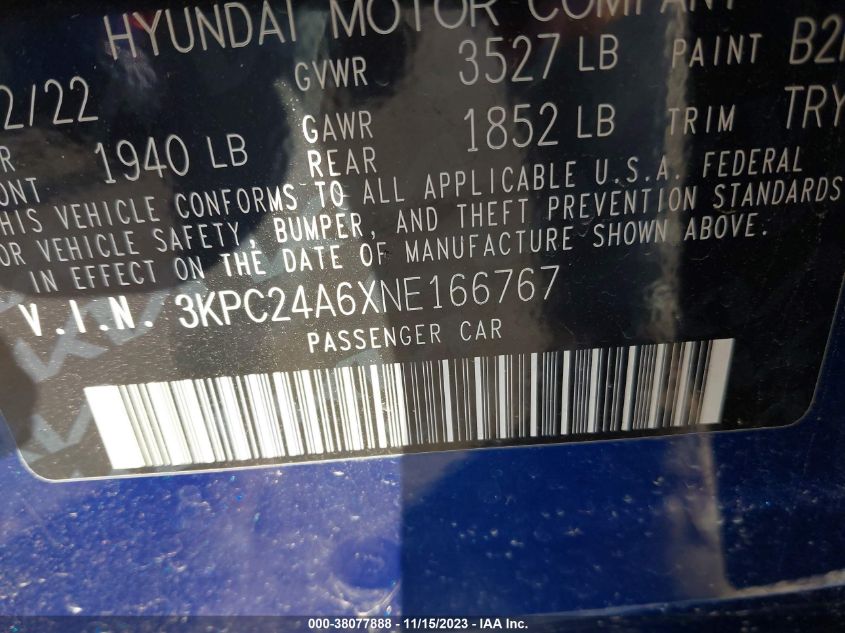 HYUNDAI MOTOR COMPANY
2/22 GVWR 3527 LB PAINT
1940 LB GAWR REAR 1852 LB TRIM TRY
THIS VEHICLE CONFORMS TO ALL APPLICABLE U.S.A. FEDERAL
VEHICLE SAFETY, BUMPER, AND THEFT PREVENTION STANDARDS
IN EFFECT ON THE DATE OF MANUFACTURE SHOWN ABOVE.
V.I.N. 3KPC24A6XNE166767
PASSENGER CAR
000-38077888 - 11/15/2023 - IAA Inc.